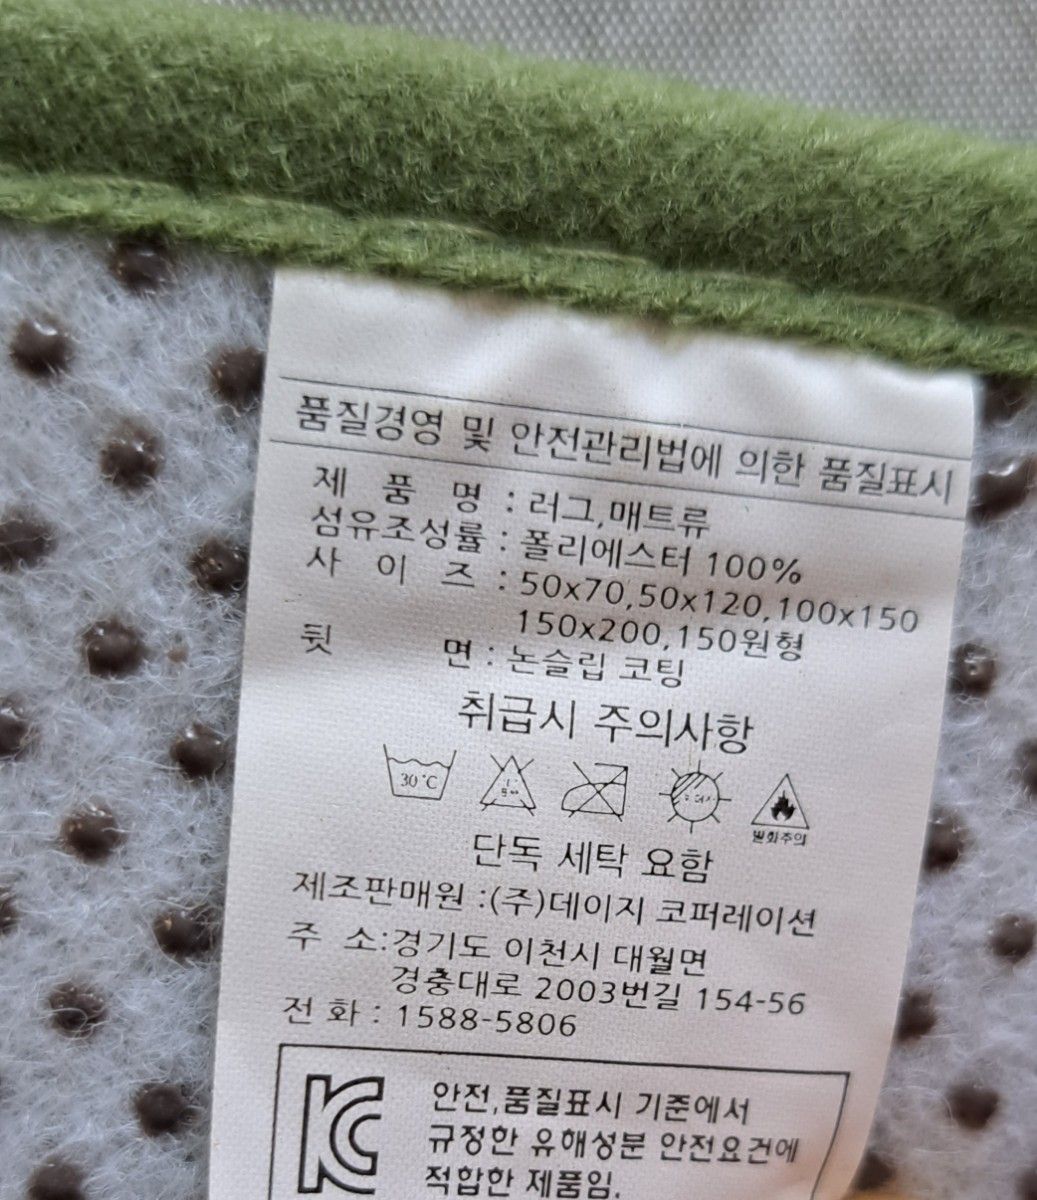 품질경영 및 안전관리법에 의한 품질표시
제 품 명 : 러그,매트류
섬유조성률 : 폴리에스터 100%
사 이 즈 : 50x70,50x120,100x150
150x200,150원형
뒷 면 : 논슬립 코팅
취급시 주의사항
30℃
발화주의
단독 세탁 요함
제조판매원 :(주)데이지 코퍼레이션
주 소:경기도 이천시 대월면
경충대로 2003번길 154-56
전 화 : 1588-5806
안전,품질표시 기준에서
규정한 유해성분 안전요건에
적합한 제품임.